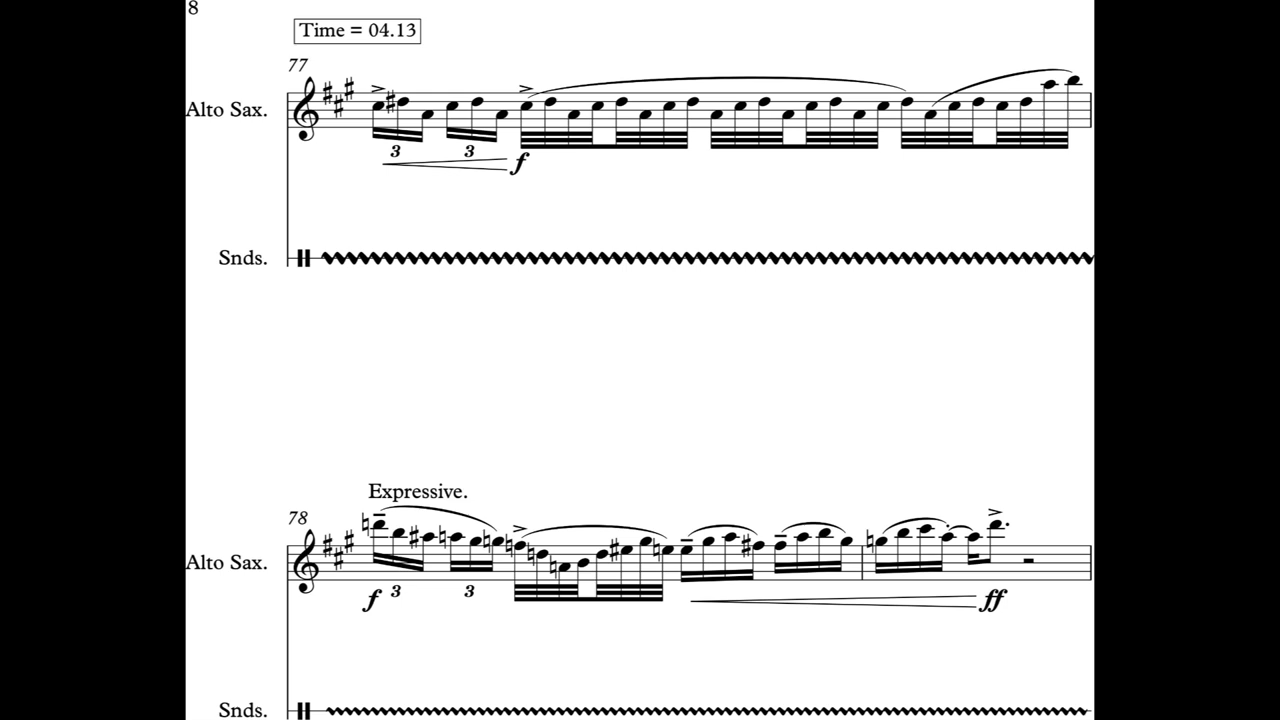 8
Time = 04.13
77
Alto Sax.
3 3 f
Snds.
Expressive.
78
Alto Sax.
f 3 3 ff
Snds.